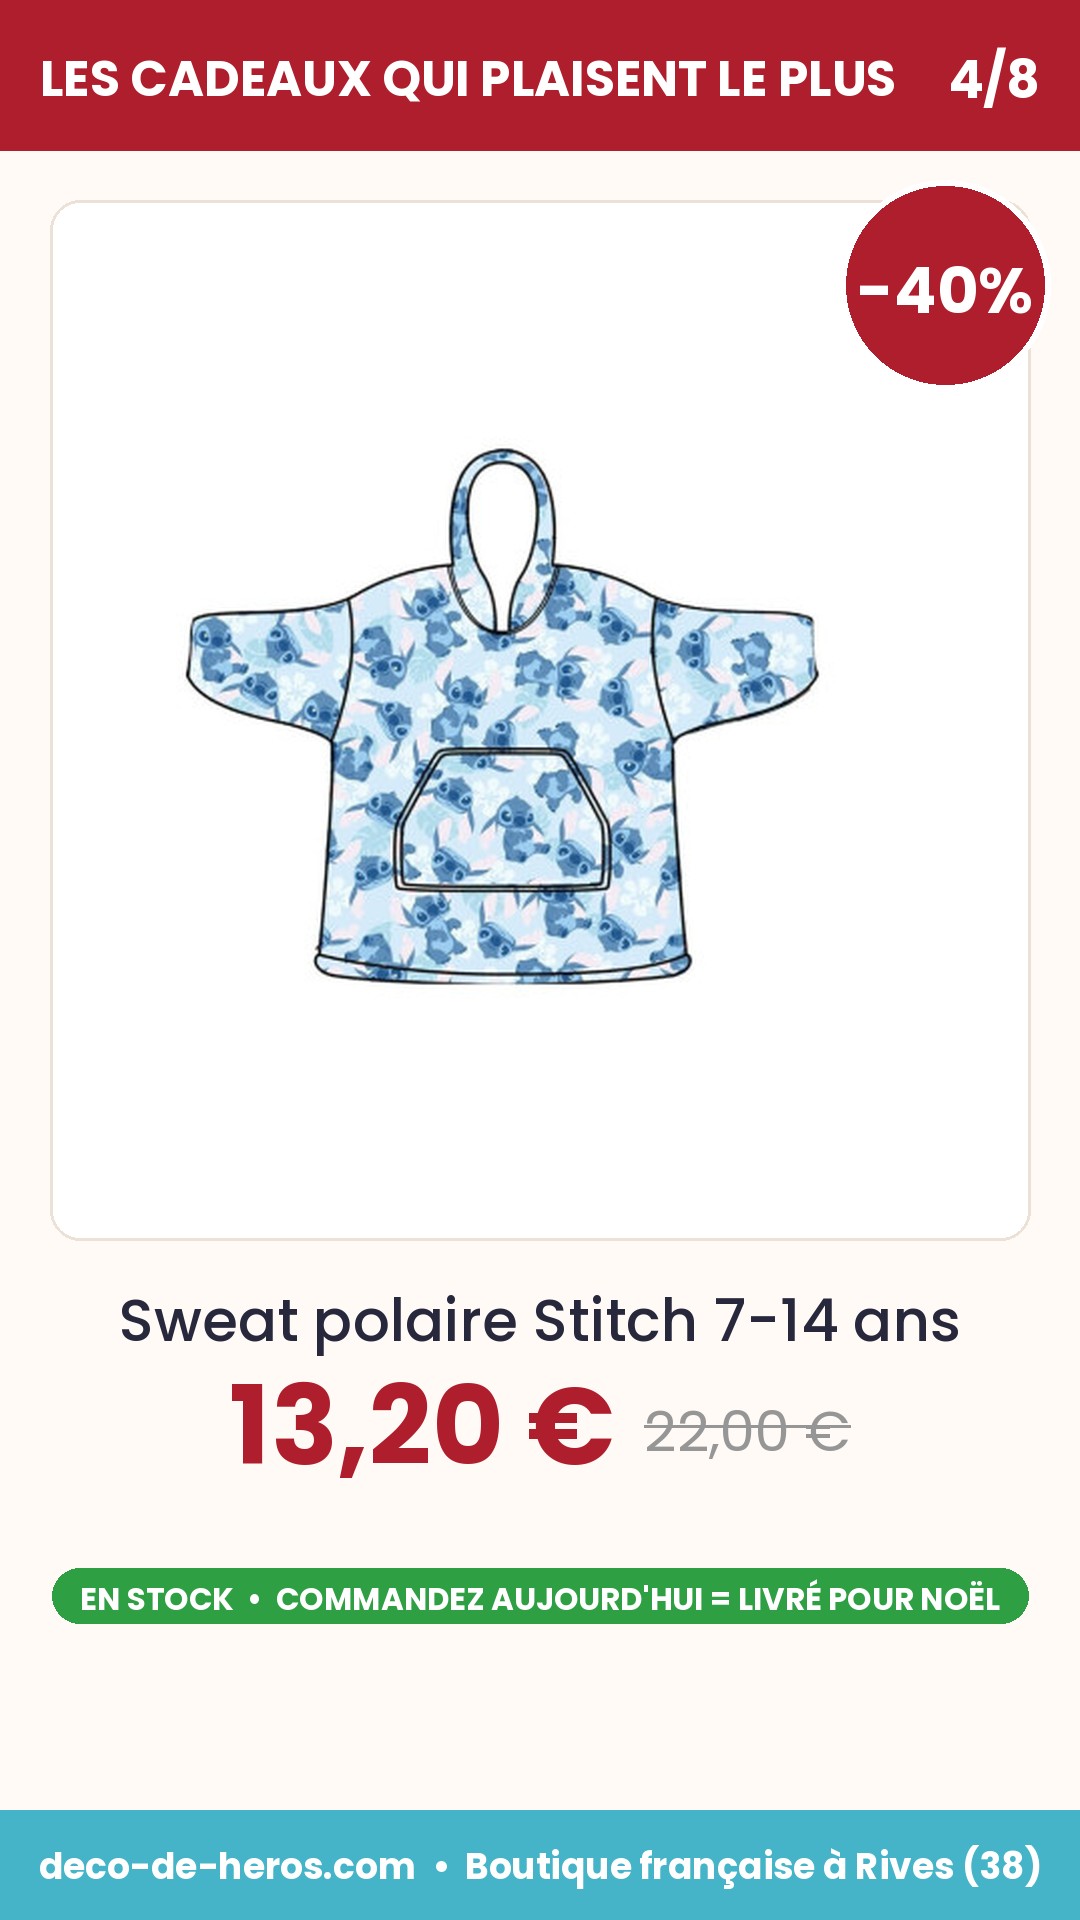 LES CADEAUX QUI PLAISENT LE PLUS 4/8
-40%
Sweat polaire Stitch 7-14 ans
13,20 € 22,00 €
EN STOCK • COMMANDEZ AUJOURD'HUI = LIVRÉ POUR NOËL
deco-de-heros.com • Boutique française à Rives (38)